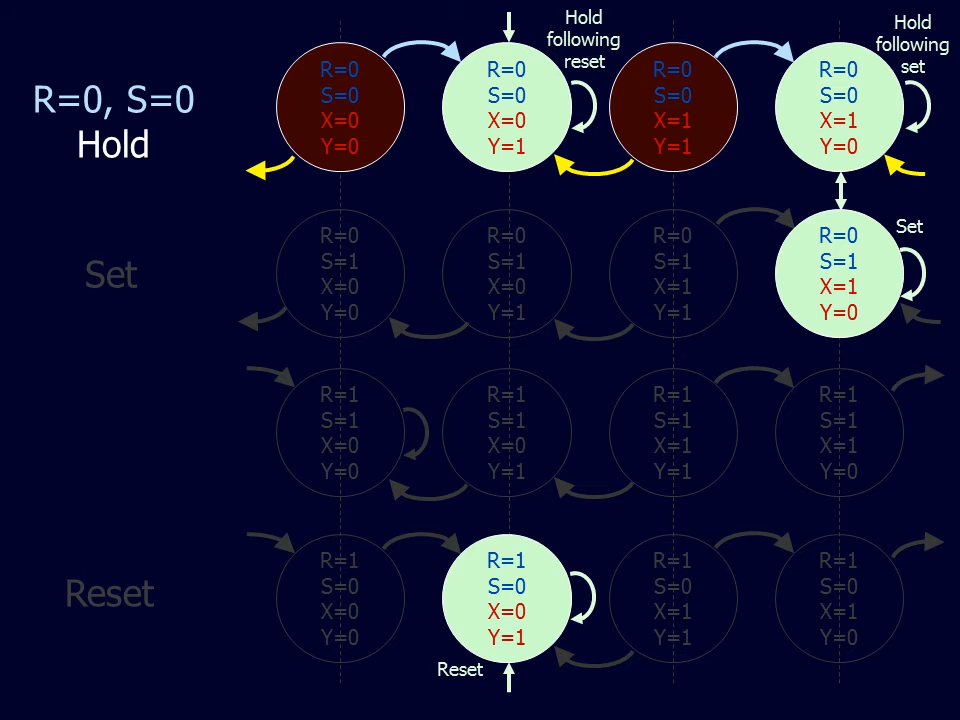 Hold
following
reset
Hold
following
set
R=0, S=0
Hold
R=0
S=0
X=0
Y=0
R=0
S=0
X=0
Y=1
R=0
S=0
X=1
Y=1
R=0
S=0
X=1
Y=0
Set
R=0
S=1
X=0
Y=0
R=0
S=1
X=0
Y=1
R=0
S=1
X=1
Y=1
R=0
S=1
X=1
Y=0
Set
R=1
S=1
X=0
Y=0
R=1
S=1
X=0
Y=1
R=1
S=1
X=1
Y=1
R=1
S=1
X=1
Y=0
Reset
R=1
S=0
X=0
Y=0
R=1
S=0
X=0
Y=1
R=1
S=0
X=1
Y=1
R=1
S=0
X=1
Y=0
Reset